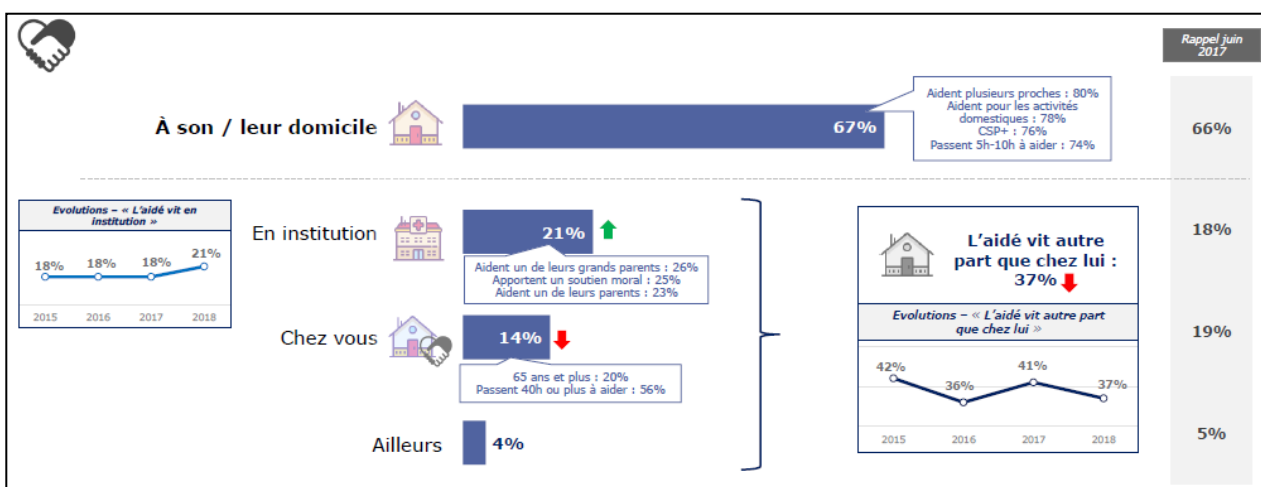 Rappel juin
2017
À son / leur domicile
67%
Aident plusieurs proches : 80%
Aident pour les activités
domestiques : 78%
CSP+ : 76%
Passent 5h-10h à aider : 74%
66%
Evolutions – « L'aidé vit en
institution »
18%
18%
18%
21%
2015
2016
2017
2018
En institution
21%
Aident un de leurs grands parents : 26%
Apportent un soutien moral : 25%
Aident un de leurs parents : 23%
18%
Chez vous
14%
65 ans et plus : 20%
Passent 40h ou plus à aider : 56%
19%
Ailleurs
4%
5%
L'aidé vit autre
part que chez lui :
37%
Evolutions – « L'aidé vit autre part
que chez lui »
42%
36%
41%
37%
2015
2016
2017
2018